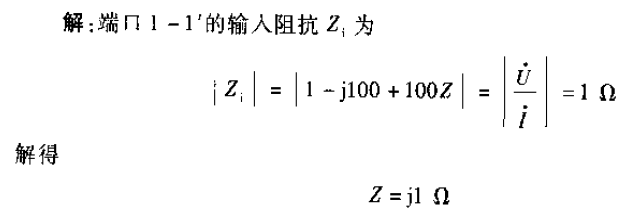 解:端口 1-1'的输入阻抗 Z_i 为
|Z_i| = |1-j100+100Z| = |U̇/İ| = 1 Ω
解得
Z=j1 Ω